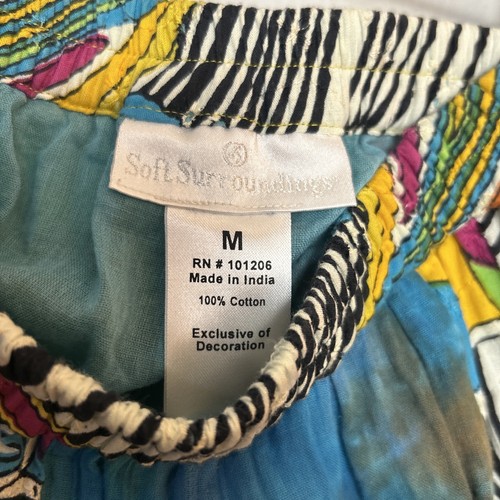 Soft Surroundings
M
RN # 101206
Made in India
100% Cotton
Exclusive of
Decoration